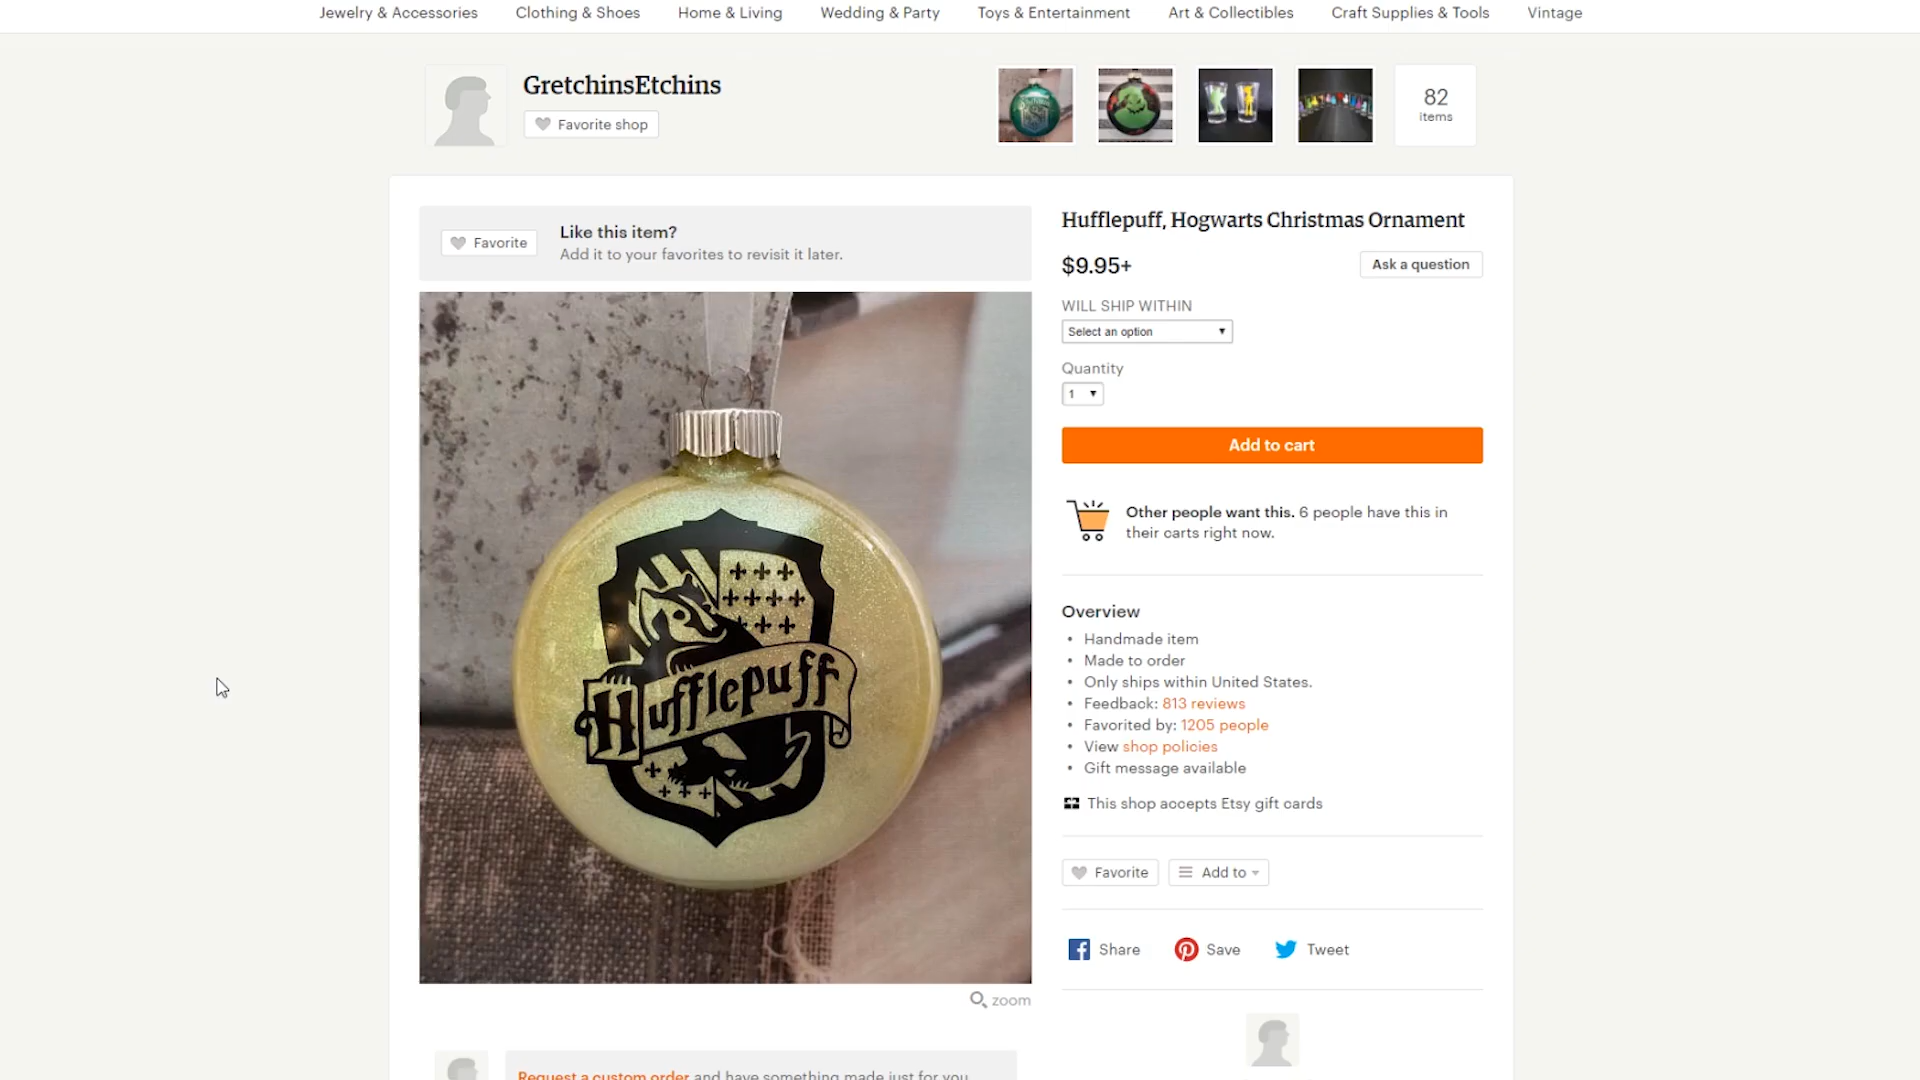 Jewelry & Accessories Clothing & Shoes Home & Living Wedding & Party Toys & Entertainment Art & Collectibles Craft Supplies & Tools Vintage
GretchinsEtchins
Favorite shop
82
items
Favorite
Like this item?
Add it to your favorites to revisit it later.
Hufflepuff
zoom
Request a custom order and have something made just for you.
Hufflepuff, Hogwarts Christmas Ornament
$9.95+
Ask a question
WILL SHIP WITHIN
Select an option
Quantity
1
Add to cart
Other people want this. 6 people have this in
their carts right now.
Overview
• Handmade item
• Made to order
• Only ships within United States.
• Feedback: 813 reviews
• Favorited by: 1205 people
• View shop policies
• Gift message available
This shop accepts Etsy gift cards
Favorite
Add to
Share
Save
Tweet